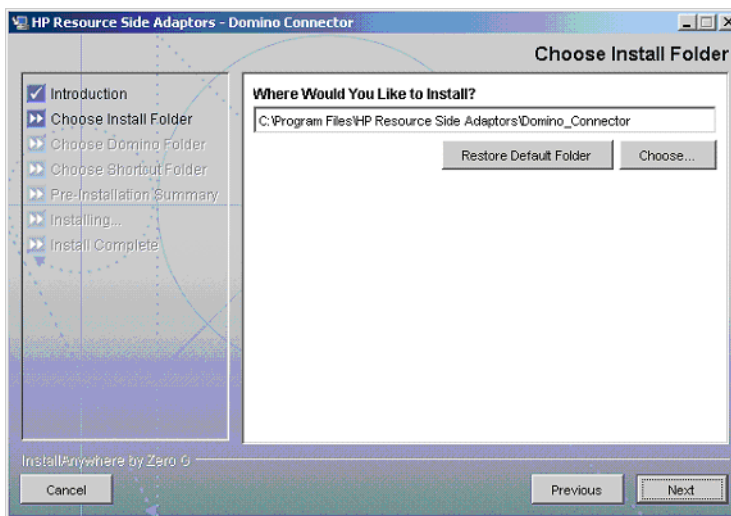 HP Resource Side Adaptors - Domino Connector
Choose Install Folder
Introduction
Choose Install Folder
Choose Domino Folder
Choose Shortcut Folder
Pre-Installation Summary
Installing...
Install Complete
Where Would You Like to Install?
C:\Program Files\HP Resource Side Adaptors\Domino_Connector
Restore Default Folder
Choose...
InstallAnywhere by Zero G
Cancel
Previous
Next